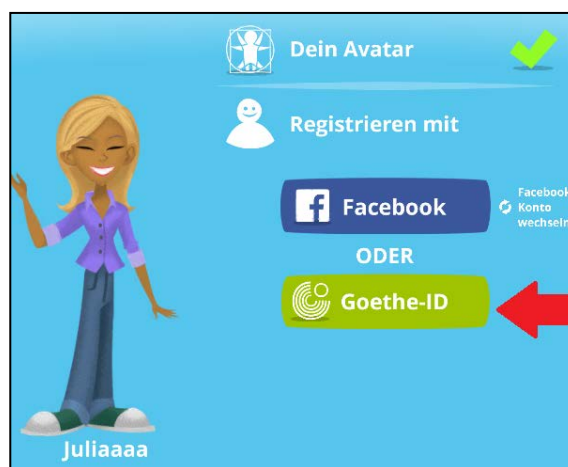 Dein Avatar
Registrieren mit
Facebook
Facebook
Konto
wechseln
ODER
Goethe-ID
Juliaaaa